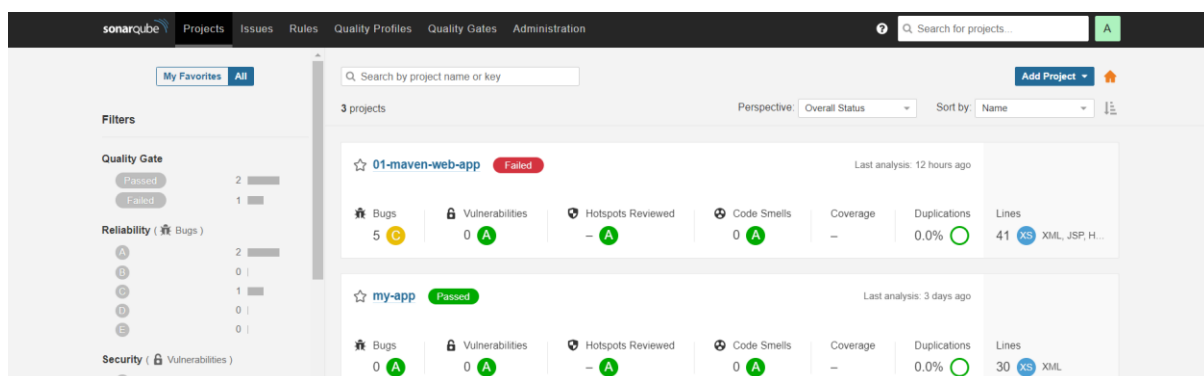 sonarqube Projects Issues Rules Quality Profiles Quality Gates Administration ? Search for projects... A
My Favorites All
Search by project name or key
Add Project
3 projects
Perspective: Overall Status
Sort by: Name
Filters
Quality Gate
Passed 2
Failed 1
Reliability ( Bugs )
A 2
B 0
C 1
D 0
E 0
Security ( Vulnerabilities )
01-maven-web-app Failed
Last analysis: 12 hours ago
Bugs Vulnerabilities Hotspots Reviewed Code Smells Coverage Duplications Lines
5 C 0 A – A 0 A – 0.0% 41 XS XML, JSP, H...
my-app Passed
Last analysis: 3 days ago
Bugs Vulnerabilities Hotspots Reviewed Code Smells Coverage Duplications Lines
0 A 0 A – A 0 A – 0.0% 30 XS XML